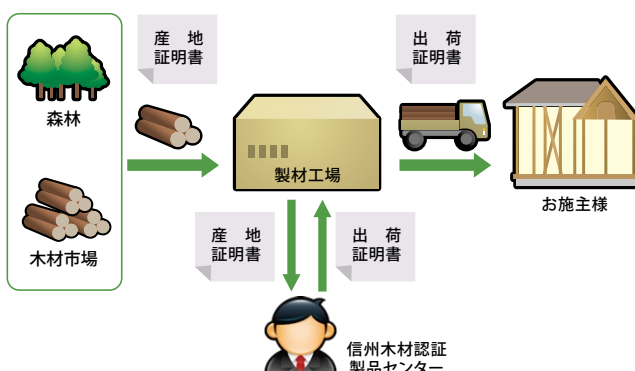 産 地
証明書
出 荷
証明書
森林
製材工場
お施主様
木材市場
産 地
証明書
出 荷
証明書
信州木材認証
製品センター